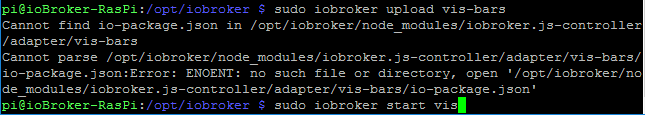 pi@ioBroker-RasPi:/opt/iobroker $ sudo iobroker upload vis-bars
Cannot find io-package.json in /opt/iobroker/node_modules/iobroker.js-controller
/adapter/vis-bars
Cannot parse /opt/iobroker/node_modules/iobroker.js-controller/adapter/vis-bars/
io-package.json:Error: ENOENT: no such file or directory, open '/opt/iobroker/no
de_modules/iobroker.js-controller/adapter/vis-bars/io-package.json'
pi@ioBroker-RasPi:/opt/iobroker $ sudo iobroker start vis